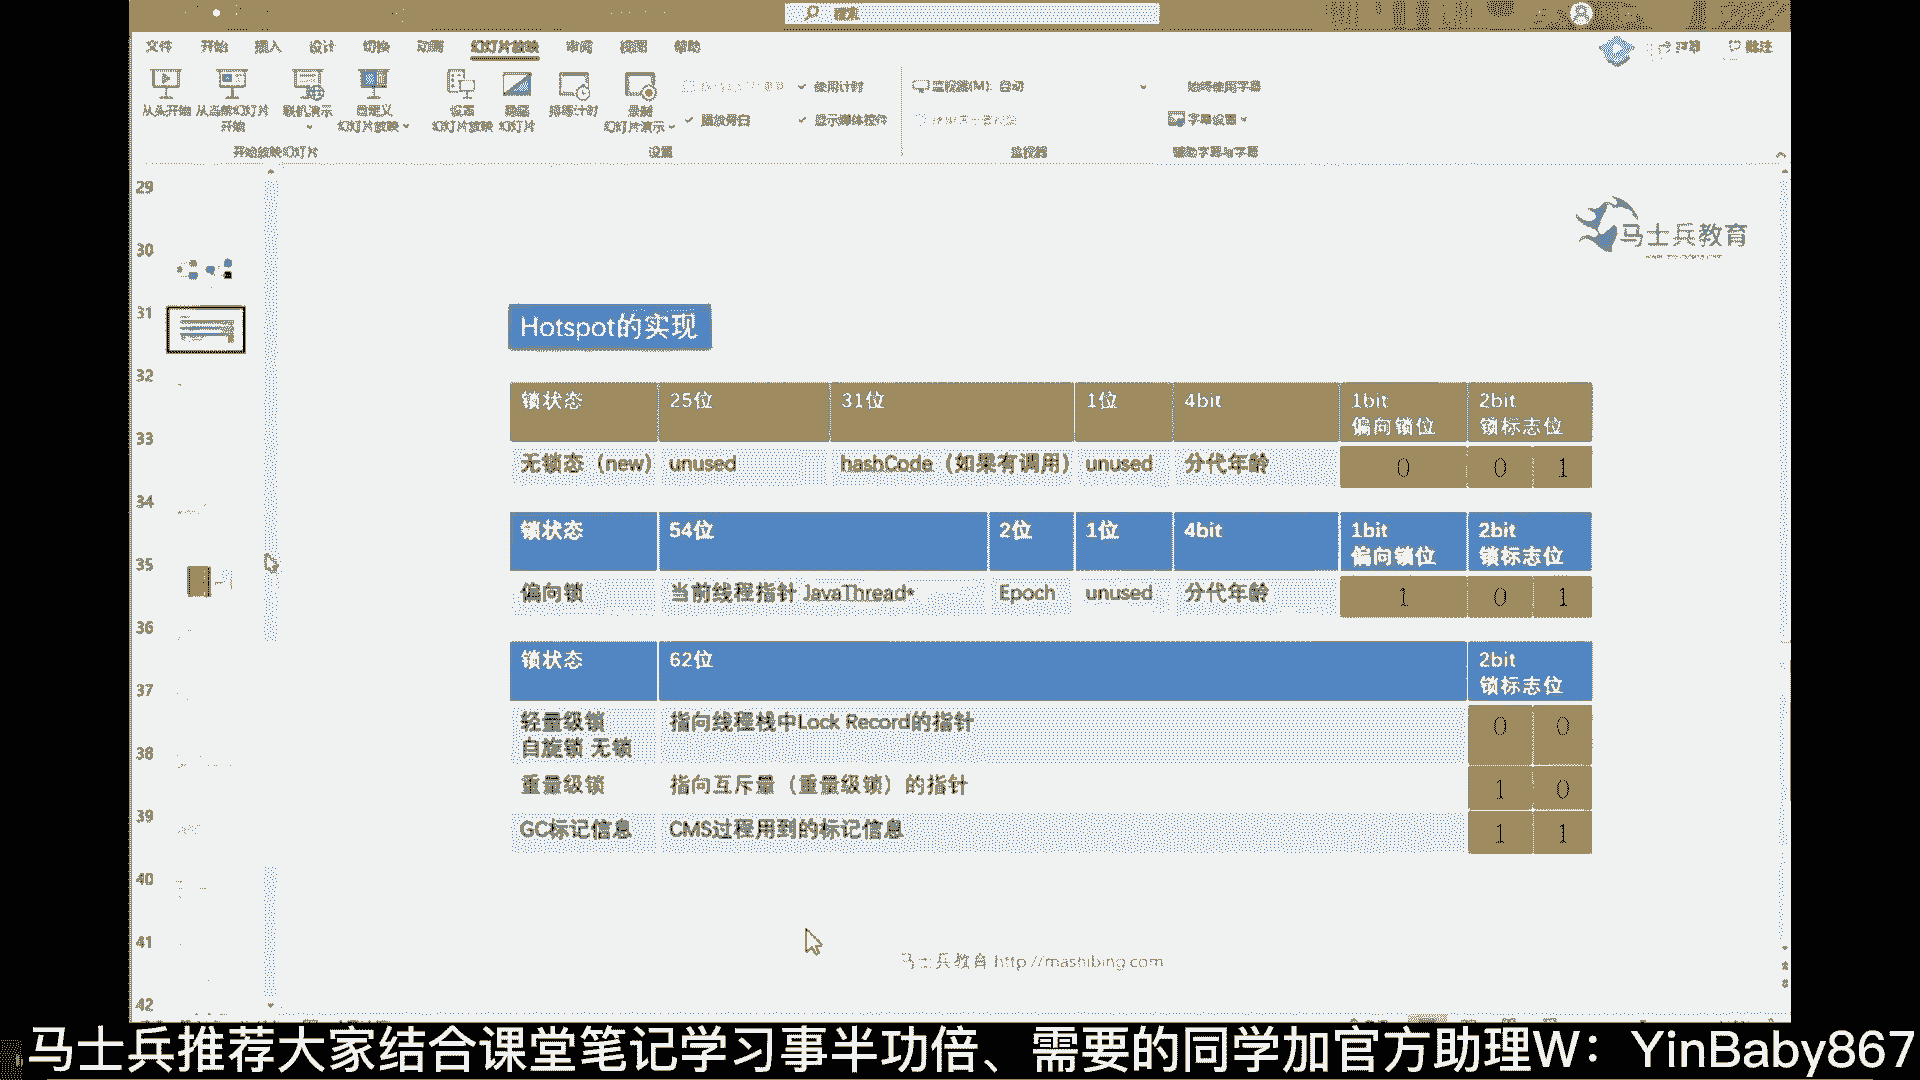 搜索
文件 开始 插入 设计 切换 动画 幻灯片放映 审阅 视图 帮助 共享 批注
从头开始 从当前幻灯片开始 联机演示 自定义幻灯片放映 设置幻灯片放映 隐藏幻灯片 排练计时 录制幻灯片演示
使用计时 监视器(M): 自动 始终使用字幕
播放旁白 显示媒体控件 字幕设置
开始放映幻灯片 设置 监视器 辅助字幕与字幕
29
30
31
32
33
34
35
36
37
38
39
40
41
42
马士兵教育
Hotspot的实现
锁状态 25位 31位 1位 4bit 1bit 偏向锁位 2bit 锁标志位
无锁态（new） unused hashCode（如果有调用） unused 分代年龄 0 0 1
锁状态 54位 2位 1位 4bit 1bit 偏向锁位 2bit 锁标志位
偏向锁 当前线程指针 JavaThread* Epoch unused 分代年龄 1 0 1
锁状态 62位 2bit 锁标志位
轻量级锁 自旋锁 无锁 指向线程栈中Lock Record的指针 0 0
重量级锁 指向互斥量（重量级锁）的指针 1 0
GC标记信息 CMS过程用到的标记信息 1 1
马士兵教育 http://mashibing.com
马士兵推荐大家结合课堂笔记学习事半功倍、需要的同学加官方助理W：YinBaby867